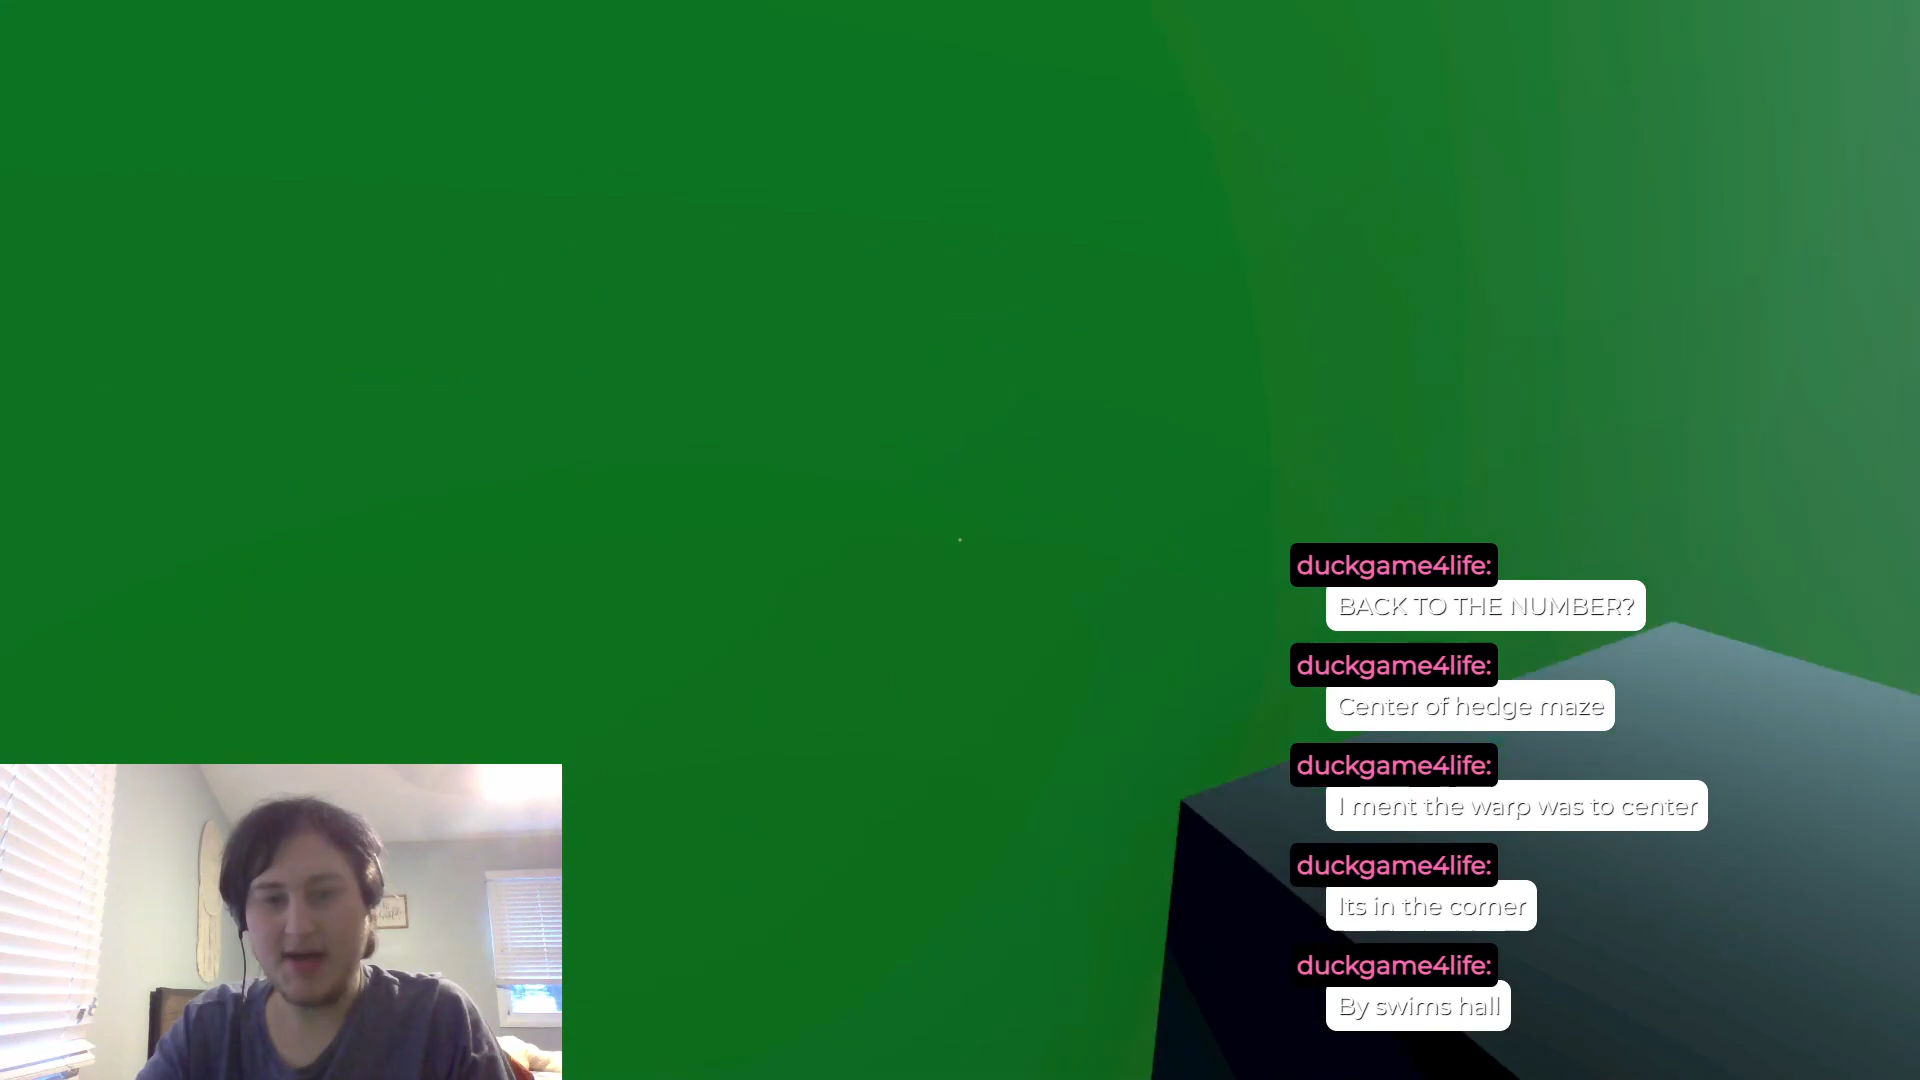 duckgame4life:
BACK TO THE NUMBER?
duckgame4life:
Center of hedge maze
duckgame4life:
I ment the warp was to center
duckgame4life:
Its in the corner
duckgame4life:
By swims hall